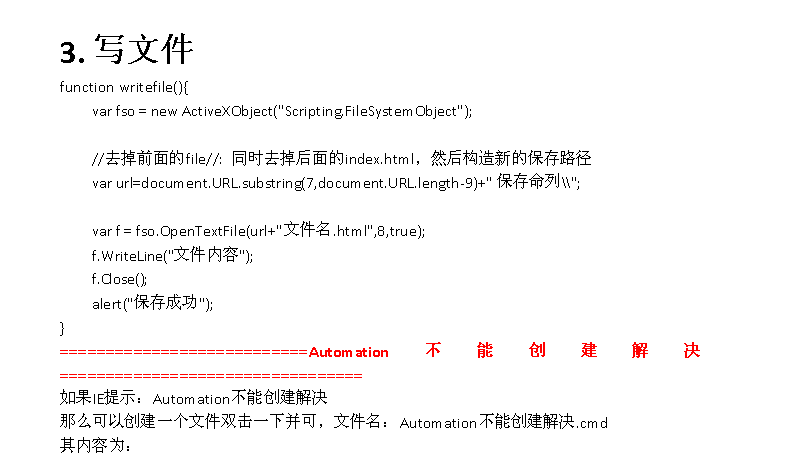 3. 写文件
function writefile(){
var fso = new ActiveXObject("Scripting.FileSystemObject");
//去掉前面的file//: 同时去掉后面的index.html，然后构造新的保存路径
var url=document.URL.substring(7,document.URL.length-9)+" 保存命列\\";
var f = fso.OpenTextFile(url+"文件名.html",8,true);
f.WriteLine("文件内容");
f.Close();
alert("保存成功");
}
===========================Automation 不 能 创 建 解 决
=================================
如果IE提示：Automation不能创建解决
那么可以创建一个文件双击一下并可，文件名：Automation不能创建解决.cmd
其内容为：